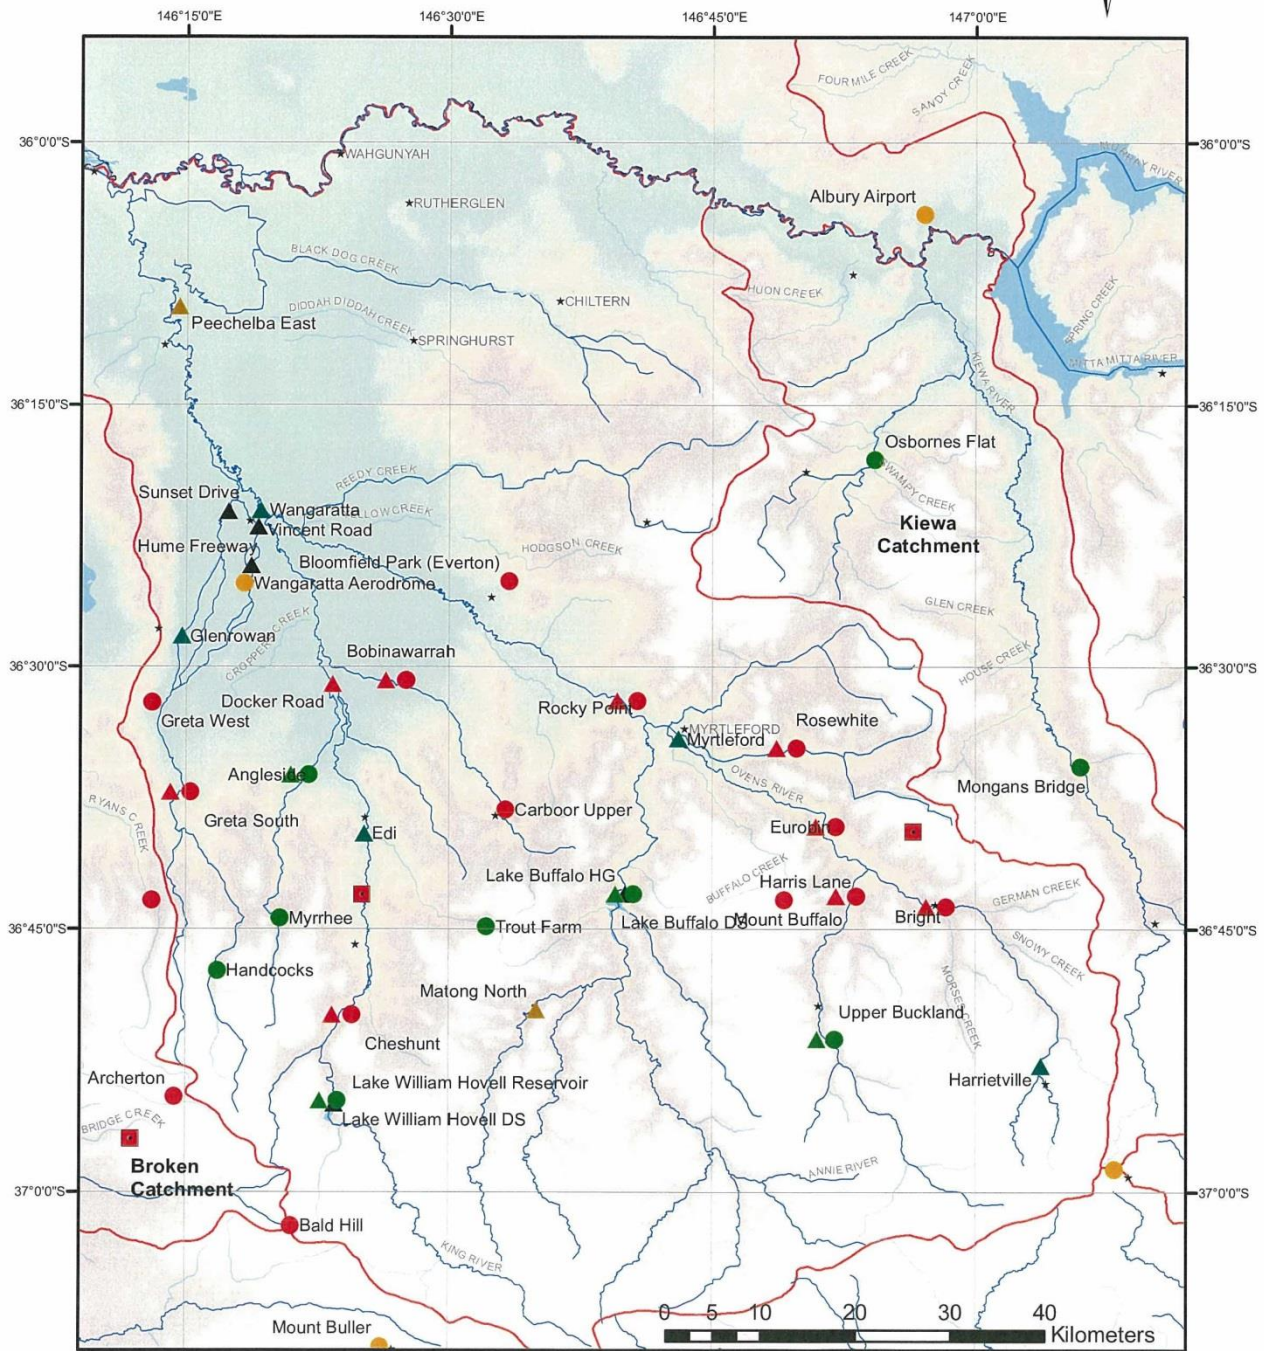 146°15'0"E
146°30'0"E
146°45'0"E
147°0'0"E
FOUR MILE CREEK
SANDY CREEK
36°0'0"S
36°0'0"S
WAHGUNYAH
MURRAY RIVER
Albury Airport
RUTHERGLEN
BLACK DOG CREEK
HUON CREEK
CHILTERN
DIDDAH DIDDAH CREEK
Peechelba East
SPRINGHURST
SPRING CREEK
MITTA MITTA RIVER
KIEWA RIVER
36°15'0"S
36°15'0"S
Osbornes Flat
REEDY CREEK
SWAMPY CREEK
Sunset Drive
Wangaratta
Vincent Road
Kiewa
Catchment
Hume Freeway
HODGSON CREEK
Bloomfield Park (Everton)
Wangaratta Aerodrome
GLEN CREEK
CROPPER CREEK
Glenrowan
Bobinawarrah
HOUSE CREEK
36°30'0"S
36°30'0"S
Docker Road
Rocky Point
Greta West
MYRTLEFORD
Rosewhite
Myrtleford
Angleside
OVENS RIVER
Mongans Bridge
RYANS CREEK
Greta South
Carboor Upper
Eurobin
Edi
Lake Buffalo HG
BUFFALO CREEK
Harris Lane
GERMAN CREEK
Myrrhee
Trout Farm
Lake Buffalo DS
Mount Buffalo
Bright
36°45'0"S
36°45'0"S
SNOWY CREEK
Handcocks
MORSES CREEK
Matong North
Upper Buckland
Cheshunt
Archerton
Lake William Hovell Reservoir
Harrietville
Lake William Hovell DS
BRIDGE CREEK
Broken
Catchment
ANNIE RIVER
37°0'0"S
37°0'0"S
Bald Hill
KING RIVER
Mount Buller
0 5 10 20 30 40
Kilometers